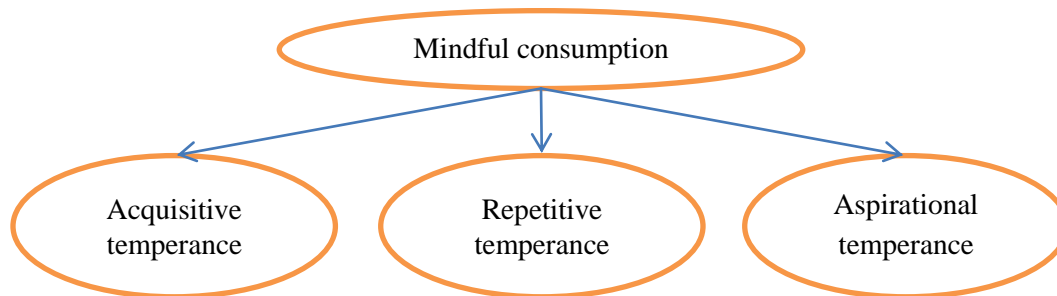 Mindful consumption
Acquisitive
temperance
Repetitive
temperance
Aspirational
temperance